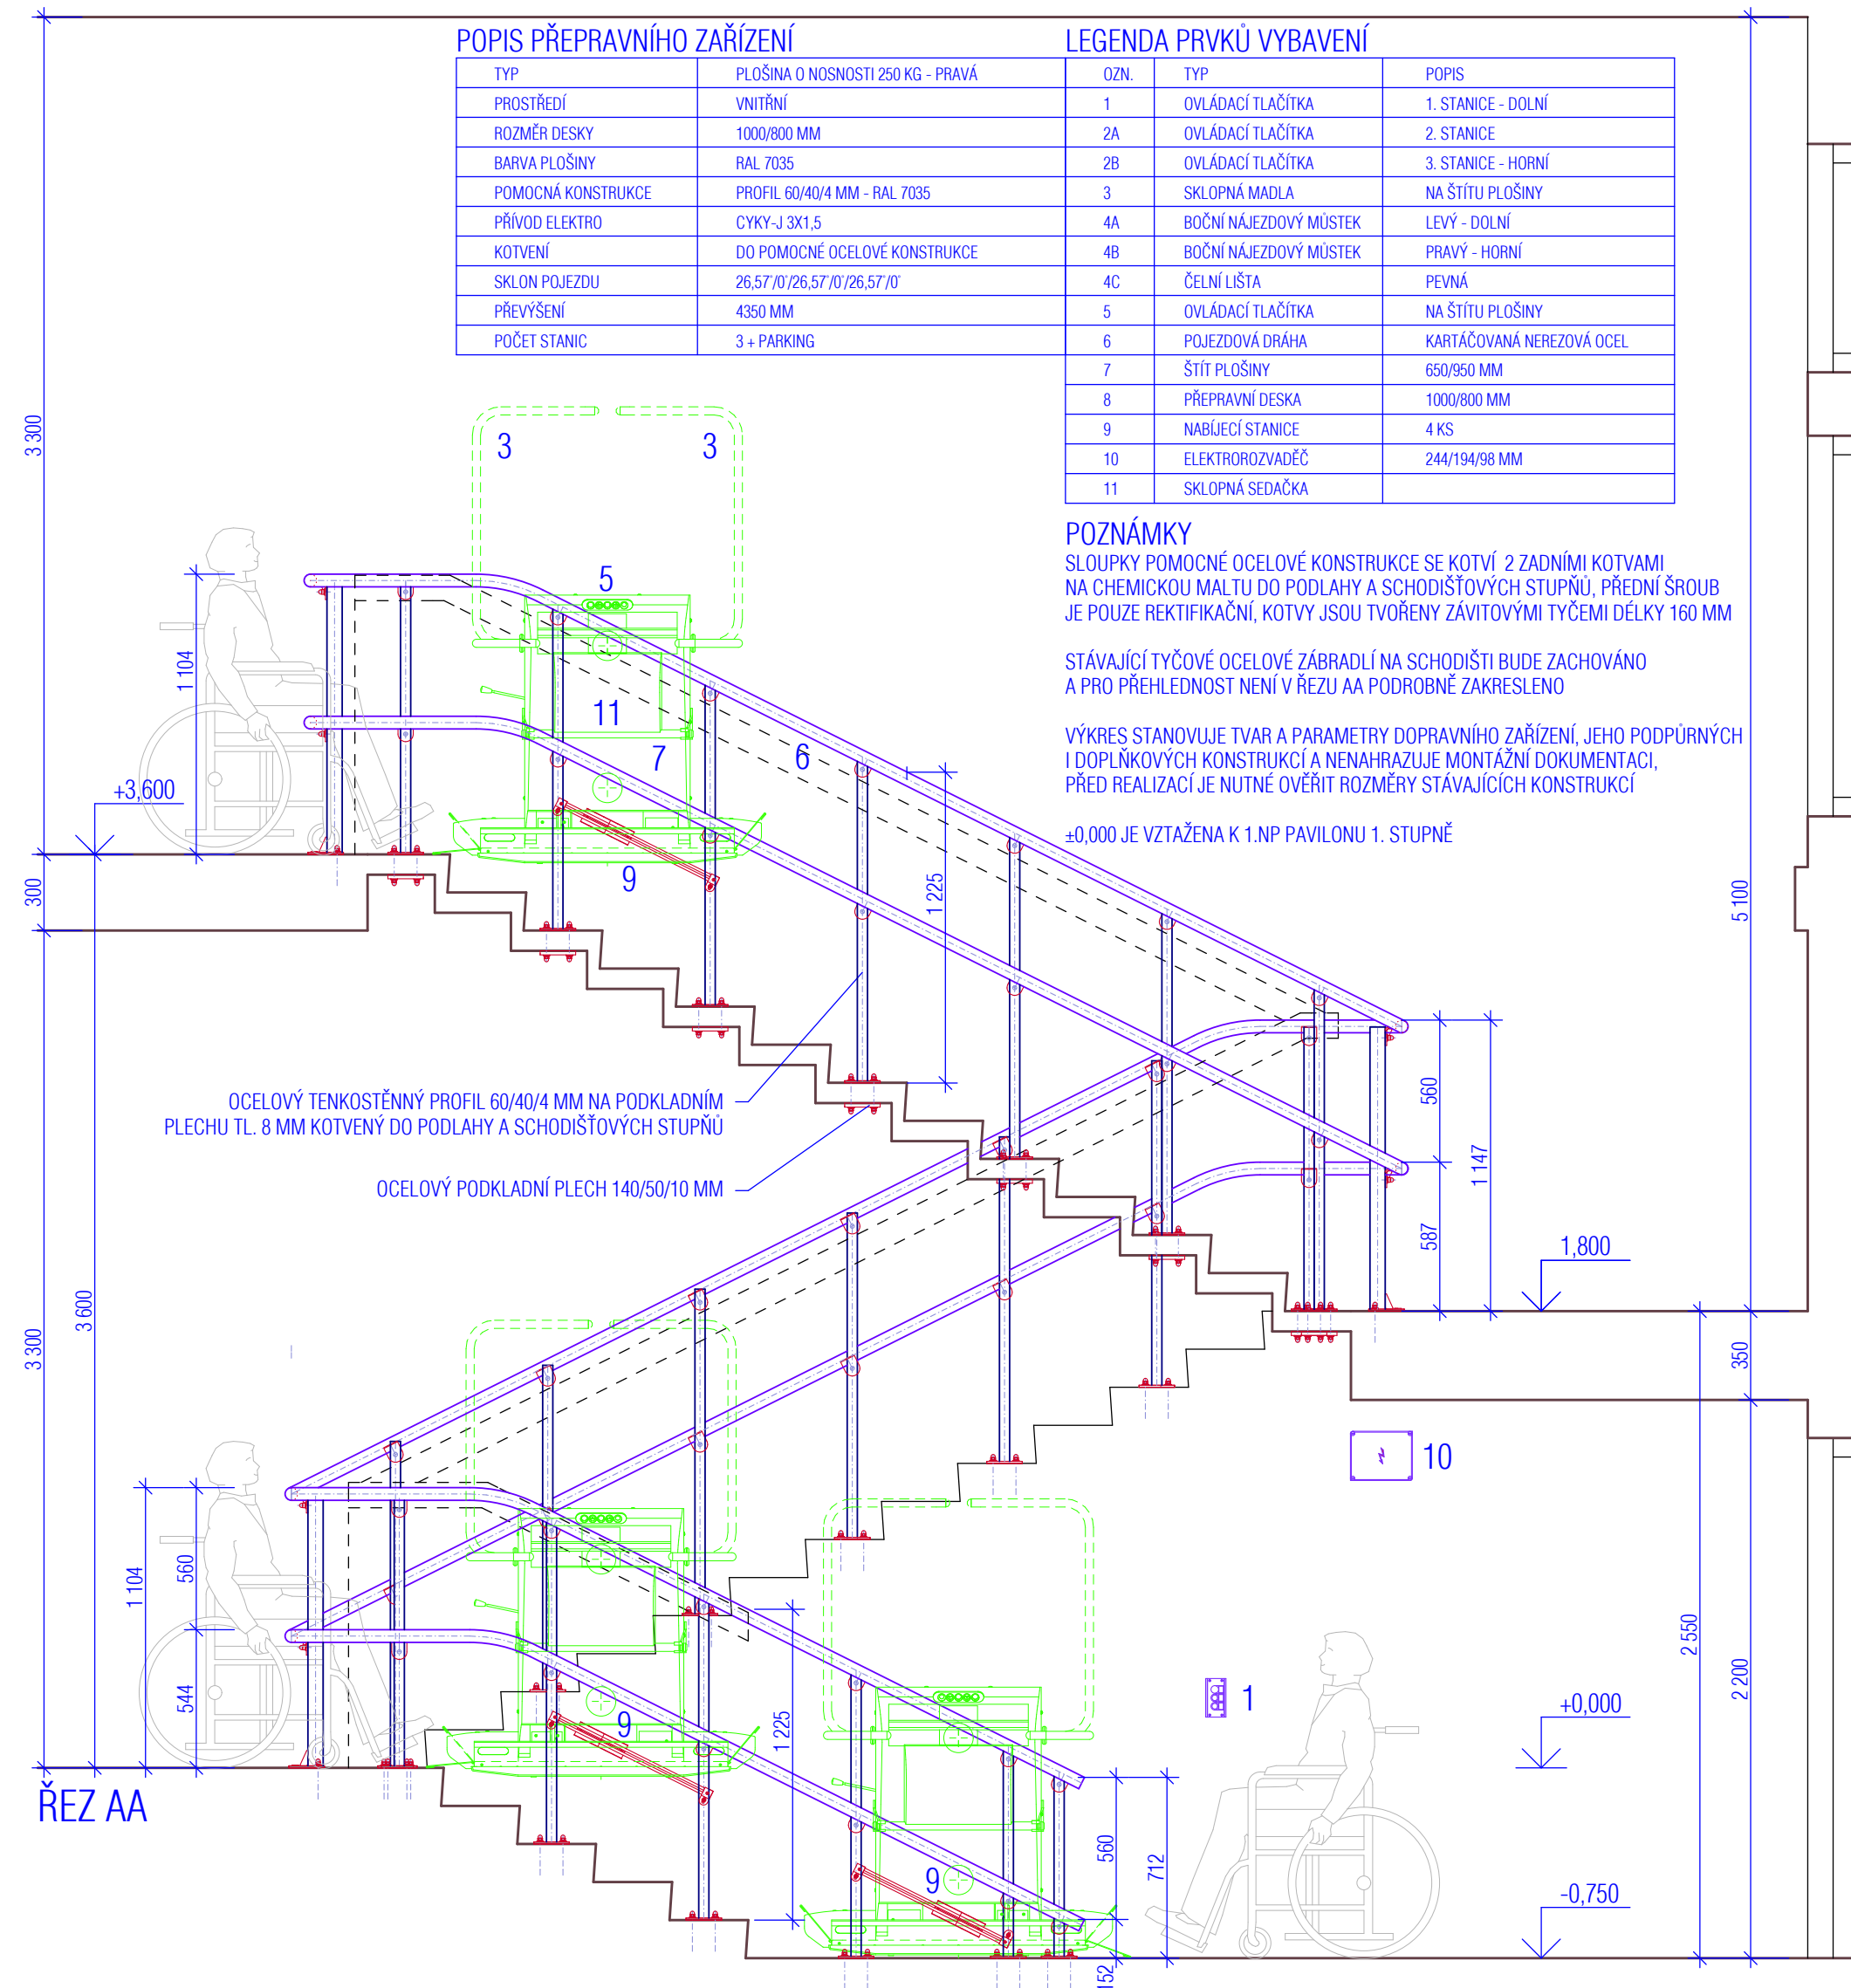 POPIS PŘEPRAVNÍHO ZAŘÍZENÍ
TYP PLOŠINA O NOSNOSTI 250 KG - PRAVÁ
PROSTŘEDÍ VNITŘNÍ
ROZMĚR DESKY 1000/800 MM
BARVA PLOŠINY RAL 7035
POMOCNÁ KONSTRUKCE PROFIL 60/40/4 MM - RAL 7035
PŘÍVOD ELEKTRO CYKY-J 3X1,5
KOTVENÍ DO POMOCNÉ OCELOVÉ KONSTRUKCE
SKLON POJEZDU 26,57°/0°/26,57°/0°/26,57°/0°
PŘEVÝŠENÍ 4350 MM
POČET STANIC 3 + PARKING
LEGENDA PRVKŮ VYBAVENÍ
OZN. TYP POPIS
1 OVLÁDACÍ TLAČÍTKA 1. STANICE - DOLNÍ
2A OVLÁDACÍ TLAČÍTKA 2. STANICE
2B OVLÁDACÍ TLAČÍTKA 3. STANICE - HORNÍ
3 SKLOPNÁ MADLA NA ŠTÍTU PLOŠINY
4A BOČNÍ NÁJEZDOVÝ MŮSTEK LEVÝ - DOLNÍ
4B BOČNÍ NÁJEZDOVÝ MŮSTEK PRAVÝ - HORNÍ
4C ČELNÍ LIŠTA PEVNÁ
5 OVLÁDACÍ TLAČÍTKA NA ŠTÍTU PLOŠINY
6 POJEZDOVÁ DRÁHA KARTÁČOVANÁ NEREZOVÁ OCEL
7 ŠTÍT PLOŠINY 650/950 MM
8 PŘEPRAVNÍ DESKA 1000/800 MM
9 NABÍJECÍ STANICE 4 KS
10 ELEKTROROZVADĚČ 244/194/98 MM
11 SKLOPNÁ SEDAČKA
POZNÁMKY
SLOUPKY POMOCNÉ OCELOVÉ KONSTRUKCE SE KOTVÍ 2 ZADNÍMI KOTVAMI
NA CHEMICKOU MALTU DO PODLAHY A SCHODIŠŤOVÝCH STUPŇŮ, PŘEDNÍ ŠROUB
JE POUZE REKTIFIKAČNÍ, KOTVY JSOU TVOŘENY ZÁVITOVÝMI TYČEMI DÉLKY 160 MM
STÁVAJÍCÍ TYČOVÉ OCELOVÉ ZÁBRADLÍ NA SCHODIŠTI BUDE ZACHOVÁNO
A PRO PŘEHLEDNOST NENÍ V ŘEZU AA PODROBNĚ ZAKRESLENO
VÝKRES STANOVUJE TVAR A PARAMETRY DOPRAVNÍHO ZAŘÍZENÍ, JEHO PODPŮRNÝCH
I DOPLŇKOVÝCH KONSTRUKCÍ A NENAHRAZUJE MONTÁŽNÍ DOKUMENTACI,
PŘED REALIZACÍ JE NUTNÉ OVĚŘIT ROZMĚRY STÁVAJÍCÍCH KONSTRUKCÍ
±0,000 JE VZTAŽENA K 1.NP PAVILONU 1. STUPNĚ
3 300
3
3
5
11
7
6
9
1 104
+3,600
300
1 225
5 100
OCELOVÝ TENKOSTĚNNÝ PROFIL 60/40/4 MM NA PODKLADNÍM
PLECHU TL. 8 MM KOTVENÝ DO PODLAHY A SCHODIŠŤOVÝCH STUPŇŮ
OCELOVÝ PODKLADNÍ PLECH 140/50/10 MM
560
1 147
587
1,800
3 300
3 600
350
10
1 104
560
544
9
1 225
1
2 550
2 200
+0,000
ŘEZ AA
9
560
712
152
-0,750